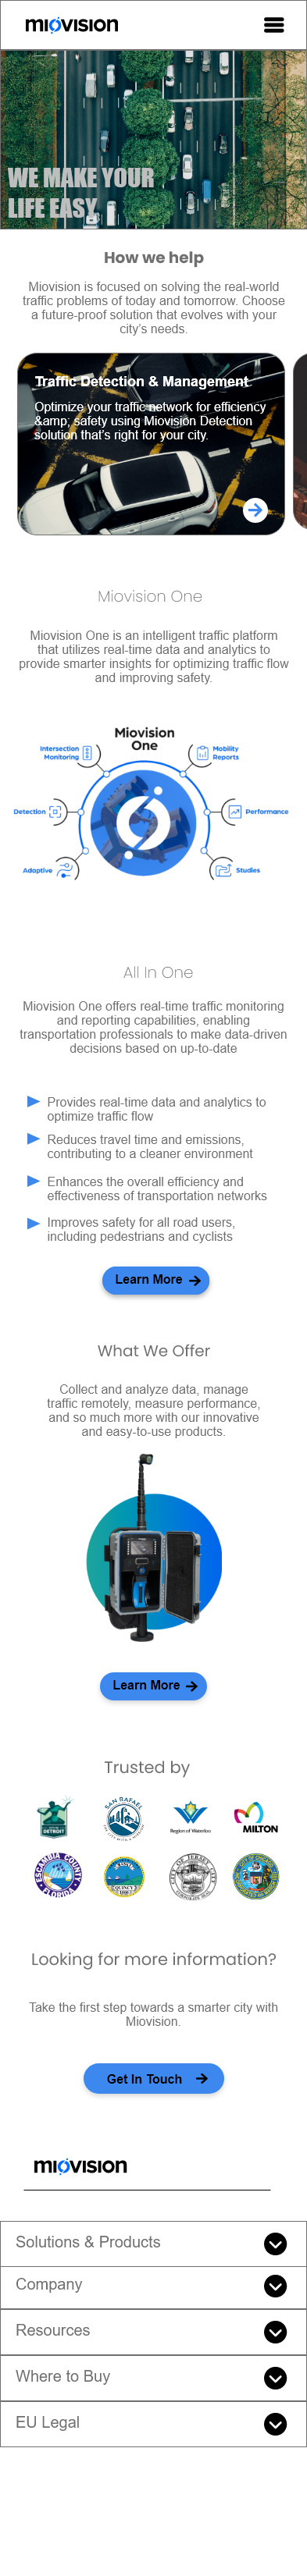 miovision
WE MAKE YOUR
LIFE EASY
How we help
Miovision is focused on solving the real-world
traffic problems of today and tomorrow. Choose
a future-proof solution that evolves with your
city's needs.
Traffic Detection & Management
Optimize your traffic network for efficiency
&amp; safety using Miovision Detection
solution that's right for your city.
Miovision One
Miovision One is an intelligent traffic platform
that utilizes real-time data and analytics to
provide smarter insights for optimizing traffic flow
and improving safety.
Miovision
One
Intersection
Monitoring
Mobility
Reports
Detection
Performance
Adaptive
Studies
All In One
Miovision One offers real-time traffic monitoring
and reporting capabilities, enabling
transportation professionals to make data-driven
decisions based on up-to-date
Provides real-time data and analytics to
optimize traffic flow
Reduces travel time and emissions,
contributing to a cleaner environment
Enhances the overall efficiency and
effectiveness of transportation networks
Improves safety for all road users,
including pedestrians and cyclists
Learn More
What We Offer
Collect and analyze data, manage
traffic remotely, measure performance,
and so much more with our innovative
and easy-to-use products.
Learn More
Trusted by
DETROIT
SAN RAFAEL
THE CITY WITH A MISSION
Region of Waterloo
MILTON
ESCAMBIA COUNTY
FLORIDA
QUINCY
JERSEY CITY
CORPORATE SEAL
Looking for more information?
Take the first step towards a smarter city with
Miovision.
Get In Touch
miovision
Solutions & Products
Company
Resources
Where to Buy
EU Legal